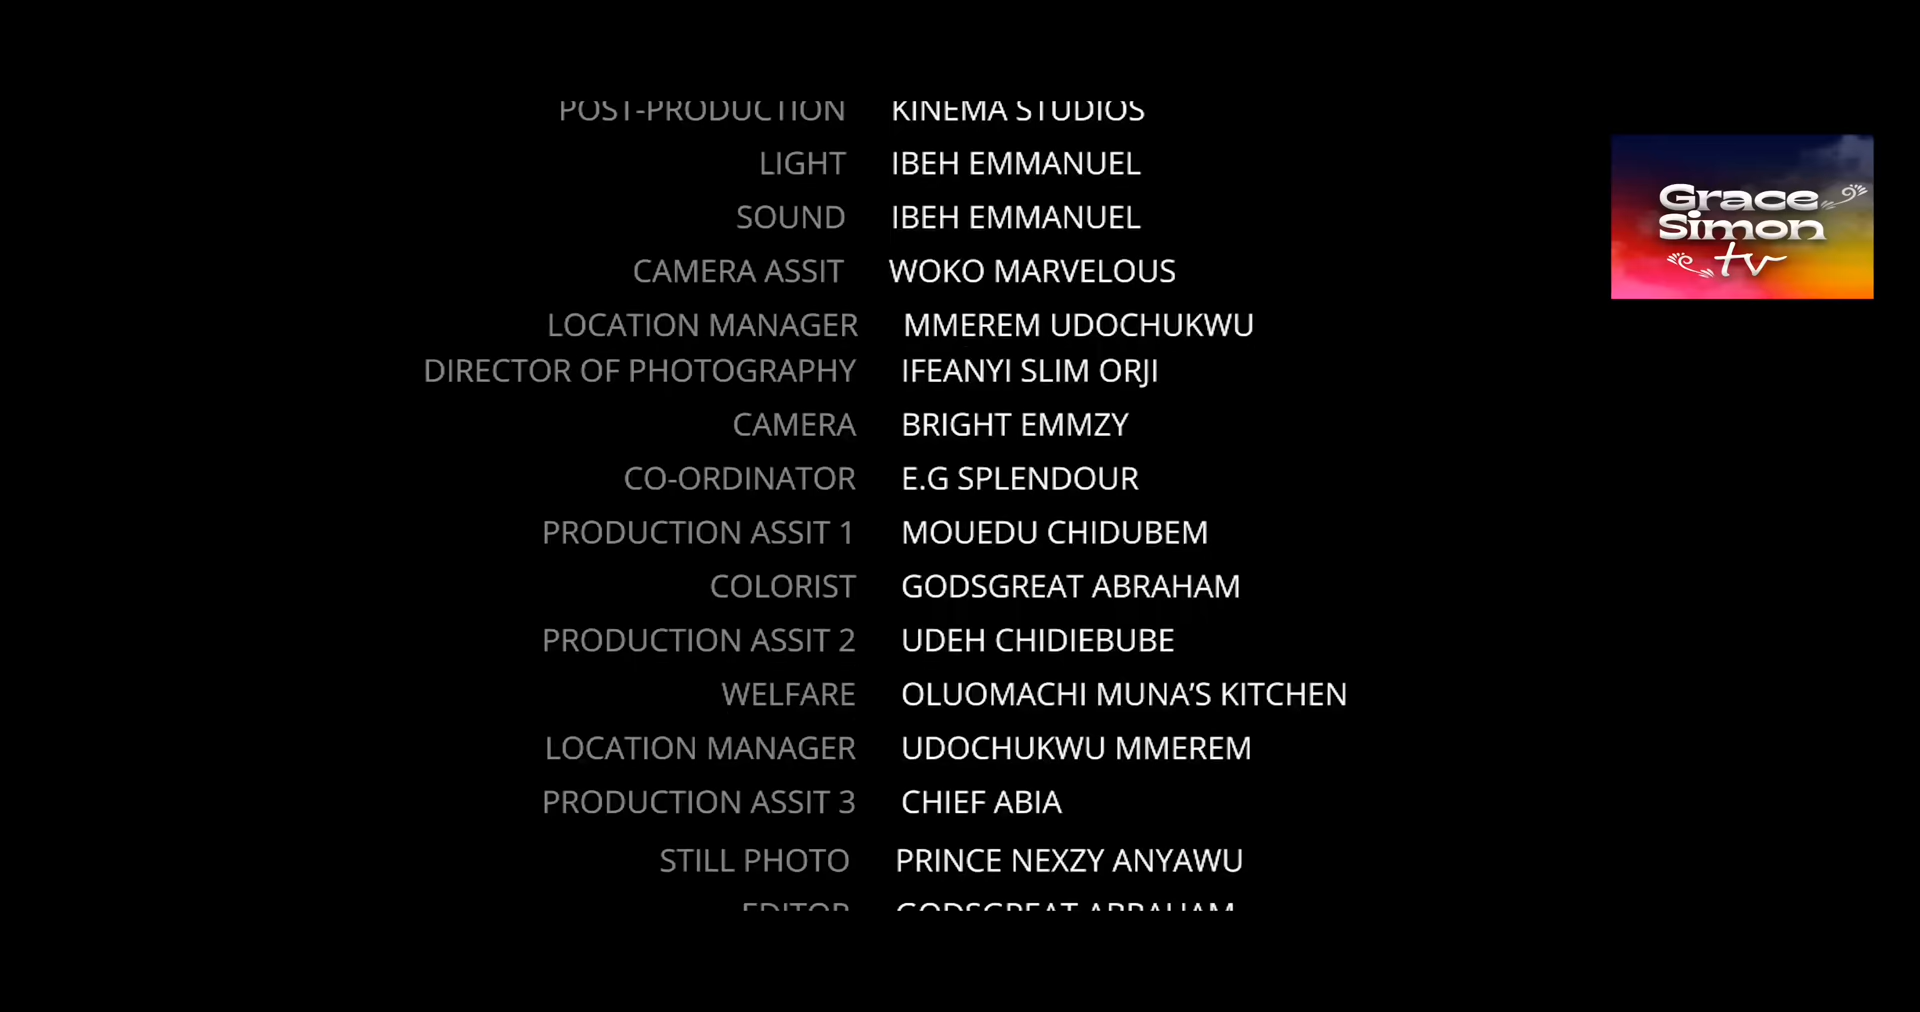 POST-PRODUCTION KINEMA STUDIOS
LIGHT IBEH EMMANUEL
SOUND IBEH EMMANUEL
CAMERA ASSIT WOKO MARVELOUS
LOCATION MANAGER MMEREM UDOCHUKWU
DIRECTOR OF PHOTOGRAPHY IFEANYI SLIM ORJI
CAMERA BRIGHT EMMZY
CO-ORDINATOR E.G SPLENDOUR
PRODUCTION ASSIT 1 MOUEDU CHIDUBEM
COLORIST GODSGREAT ABRAHAM
PRODUCTION ASSIT 2 UDEH CHIDIEBUBE
WELFARE OLUOMACHI MUNA’S KITCHEN
LOCATION MANAGER UDOCHUKWU MMEREM
PRODUCTION ASSIT 3 CHIEF ABIA
STILL PHOTO PRINCE NEXZY ANYAWU
EDITOR GODSGREAT ABRAHAM
Grace
Simon
tv